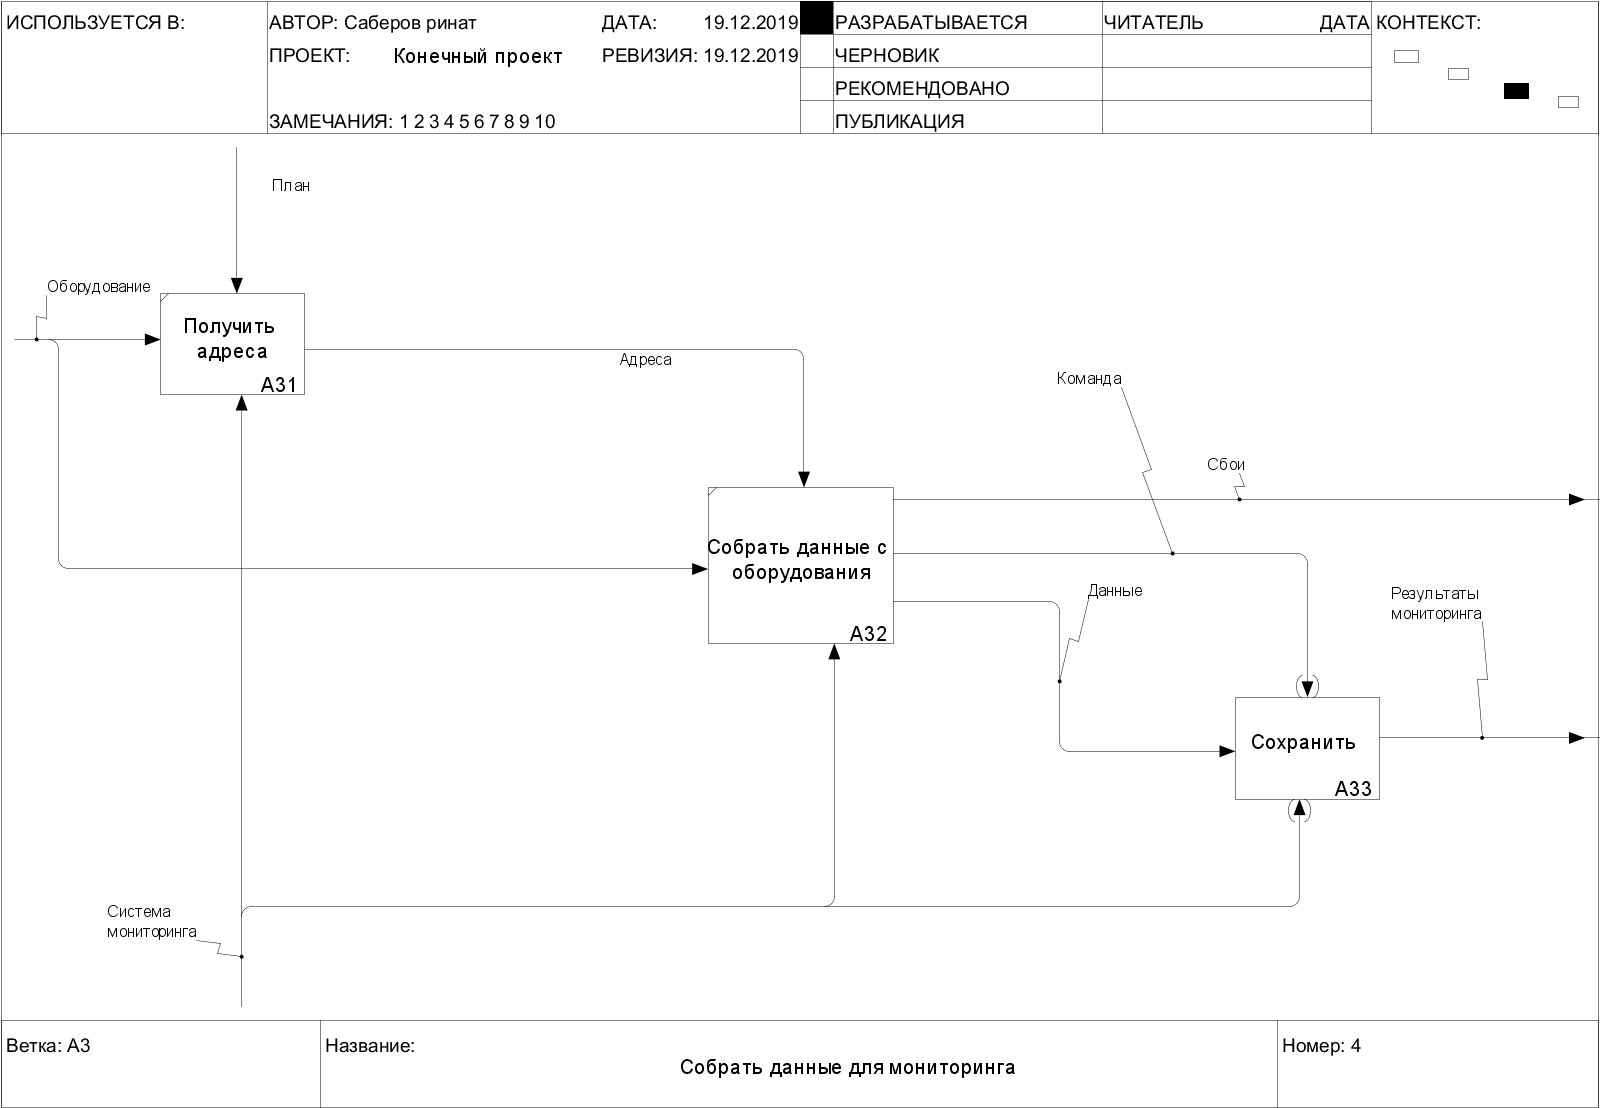 ИСПОЛЬЗУЕТСЯ В:
АВТОР: Саберов ринат
ДАТА: 19.12.2019
РАЗРАБАТЫВАЕТСЯ
ЧИТАТЕЛЬ
ДАТА
КОНТЕКСТ:
ПРОЕКТ: Конечный проект
РЕВИЗИЯ: 19.12.2019
ЧЕРНОВИК
РЕКОМЕНДОВАНО
ЗАМЕЧАНИЯ: 1 2 3 4 5 6 7 8 9 10
ПУБЛИКАЦИЯ
План
Оборудование
Получить
адреса
A31
Адреса
Команда
Сбои
Собрать данные с
оборудования
A32
Данные
Результаты
мониторинга
Сохранить
A33
Система
мониторинга
Ветка: A3
Название:
Собрать данные для мониторинга
Номер: 4